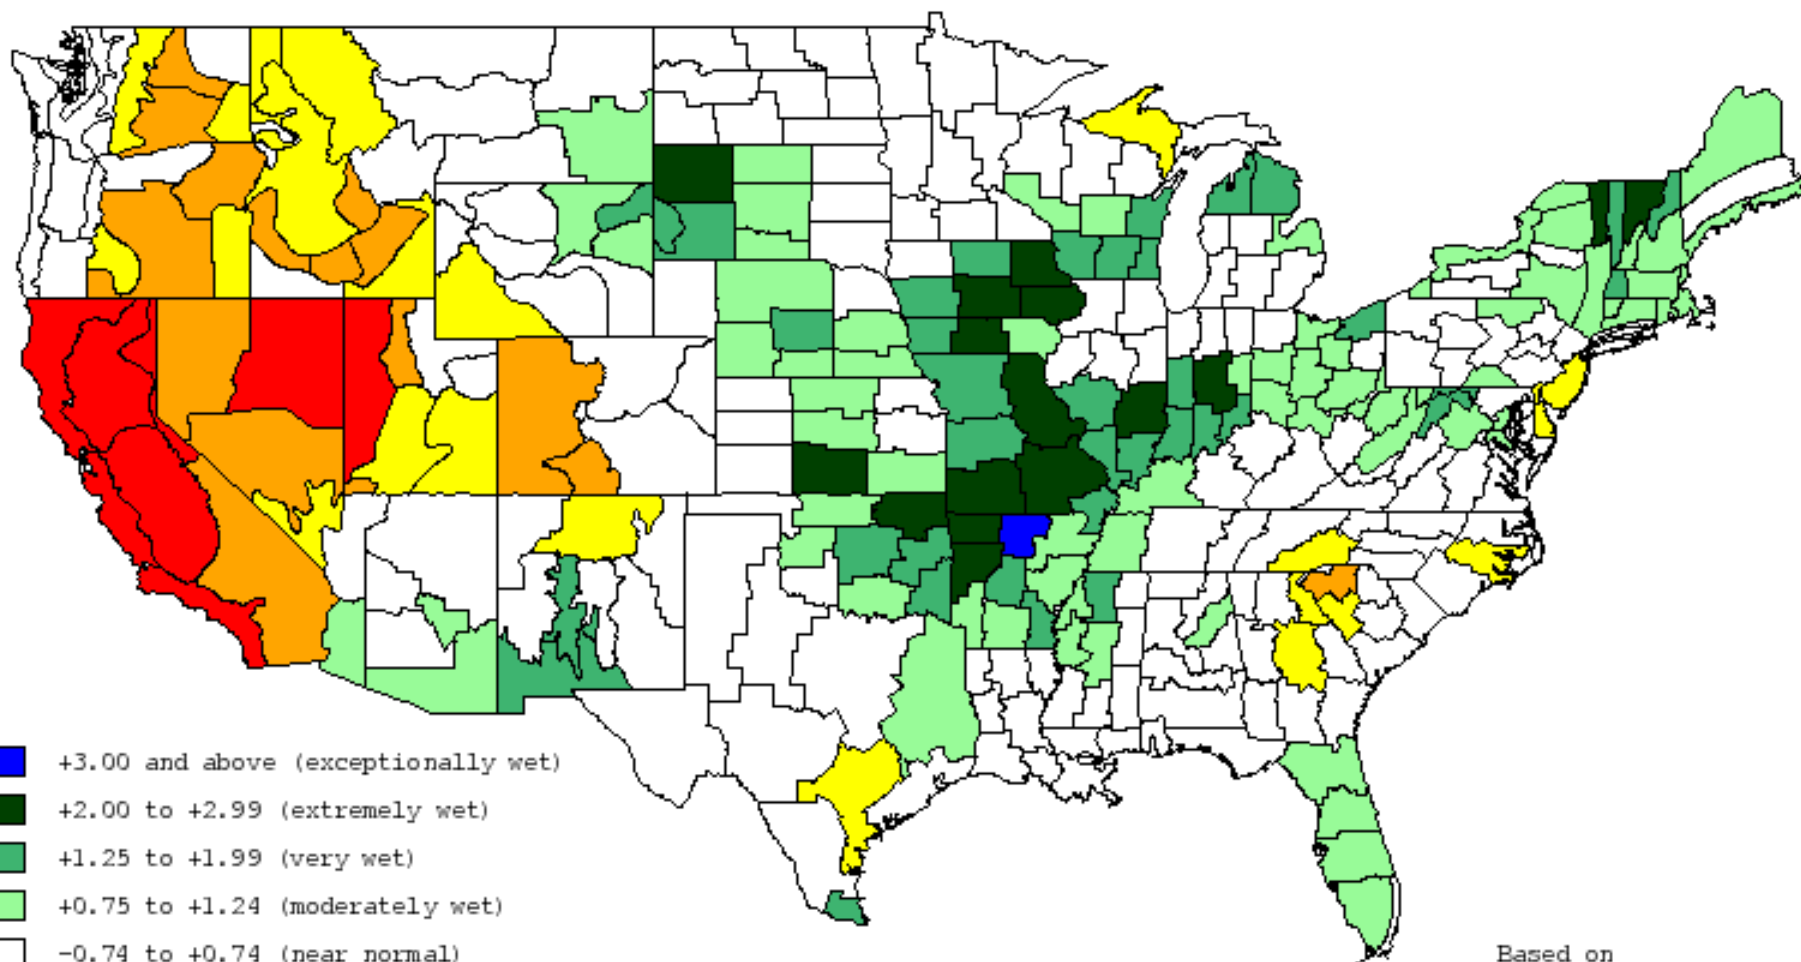 +3.00 and above (exceptionally wet)
+2.00 to +2.99 (extremely wet)
+1.25 to +1.99 (very wet)
+0.75 to +1.24 (moderately wet)
-0.74 to +0.74 (near normal)
Based on